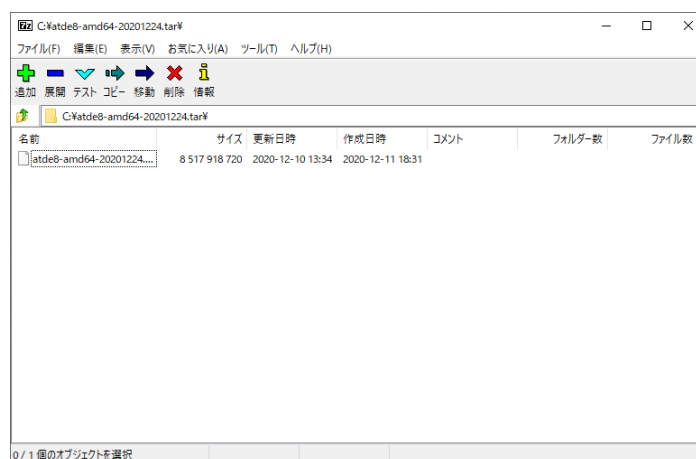 C:¥atde8-amd64-20201224.tar¥
ファイル(F) 編集(E) 表示(V) お気に入り(A) ツール(T) ヘルプ(H)
追加 展開 テスト コピー 移動 削除 情報
C:¥atde8-amd64-20201224.tar¥
名前 サイズ 更新日時 作成日時 コメント フォルダー数 ファイル数
atde8-amd64-20201224.... 8 517 918 720 2020-12-10 13:34 2020-12-11 18:31
0 / 1 個のオブジェクトを選択